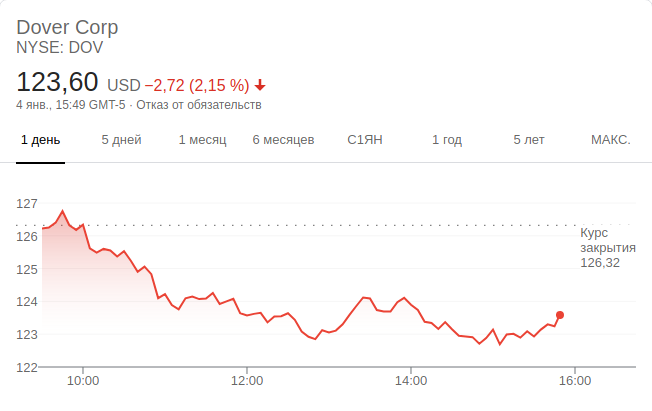 Dover Corp
NYSE: DOV
123,60 USD −2,72 (2,15 %)
4 янв., 15:49 GMT-5 · Отказ от обязательств
1 день 5 дней 1 месяц 6 месяцев С1ЯН 1 год 5 лет МАКС.
127
126
125
124
123
122
Курс
закрытия
126,32
10:00 12:00 14:00 16:00